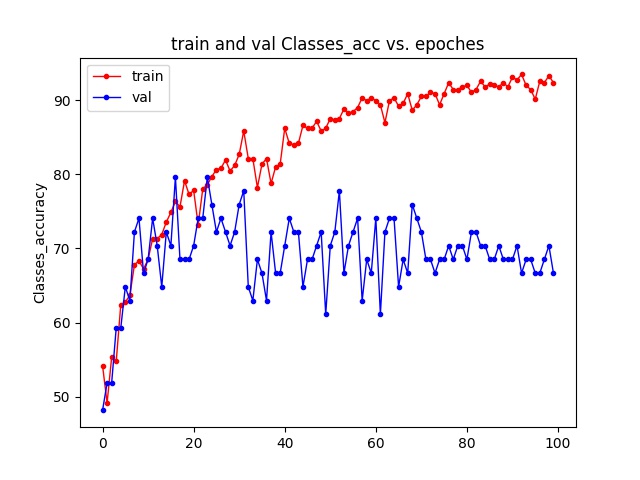 train and val Classes_acc vs. epoches
train
val
Classes_accuracy
90
80
70
60
50
0 20 40 60 80 100